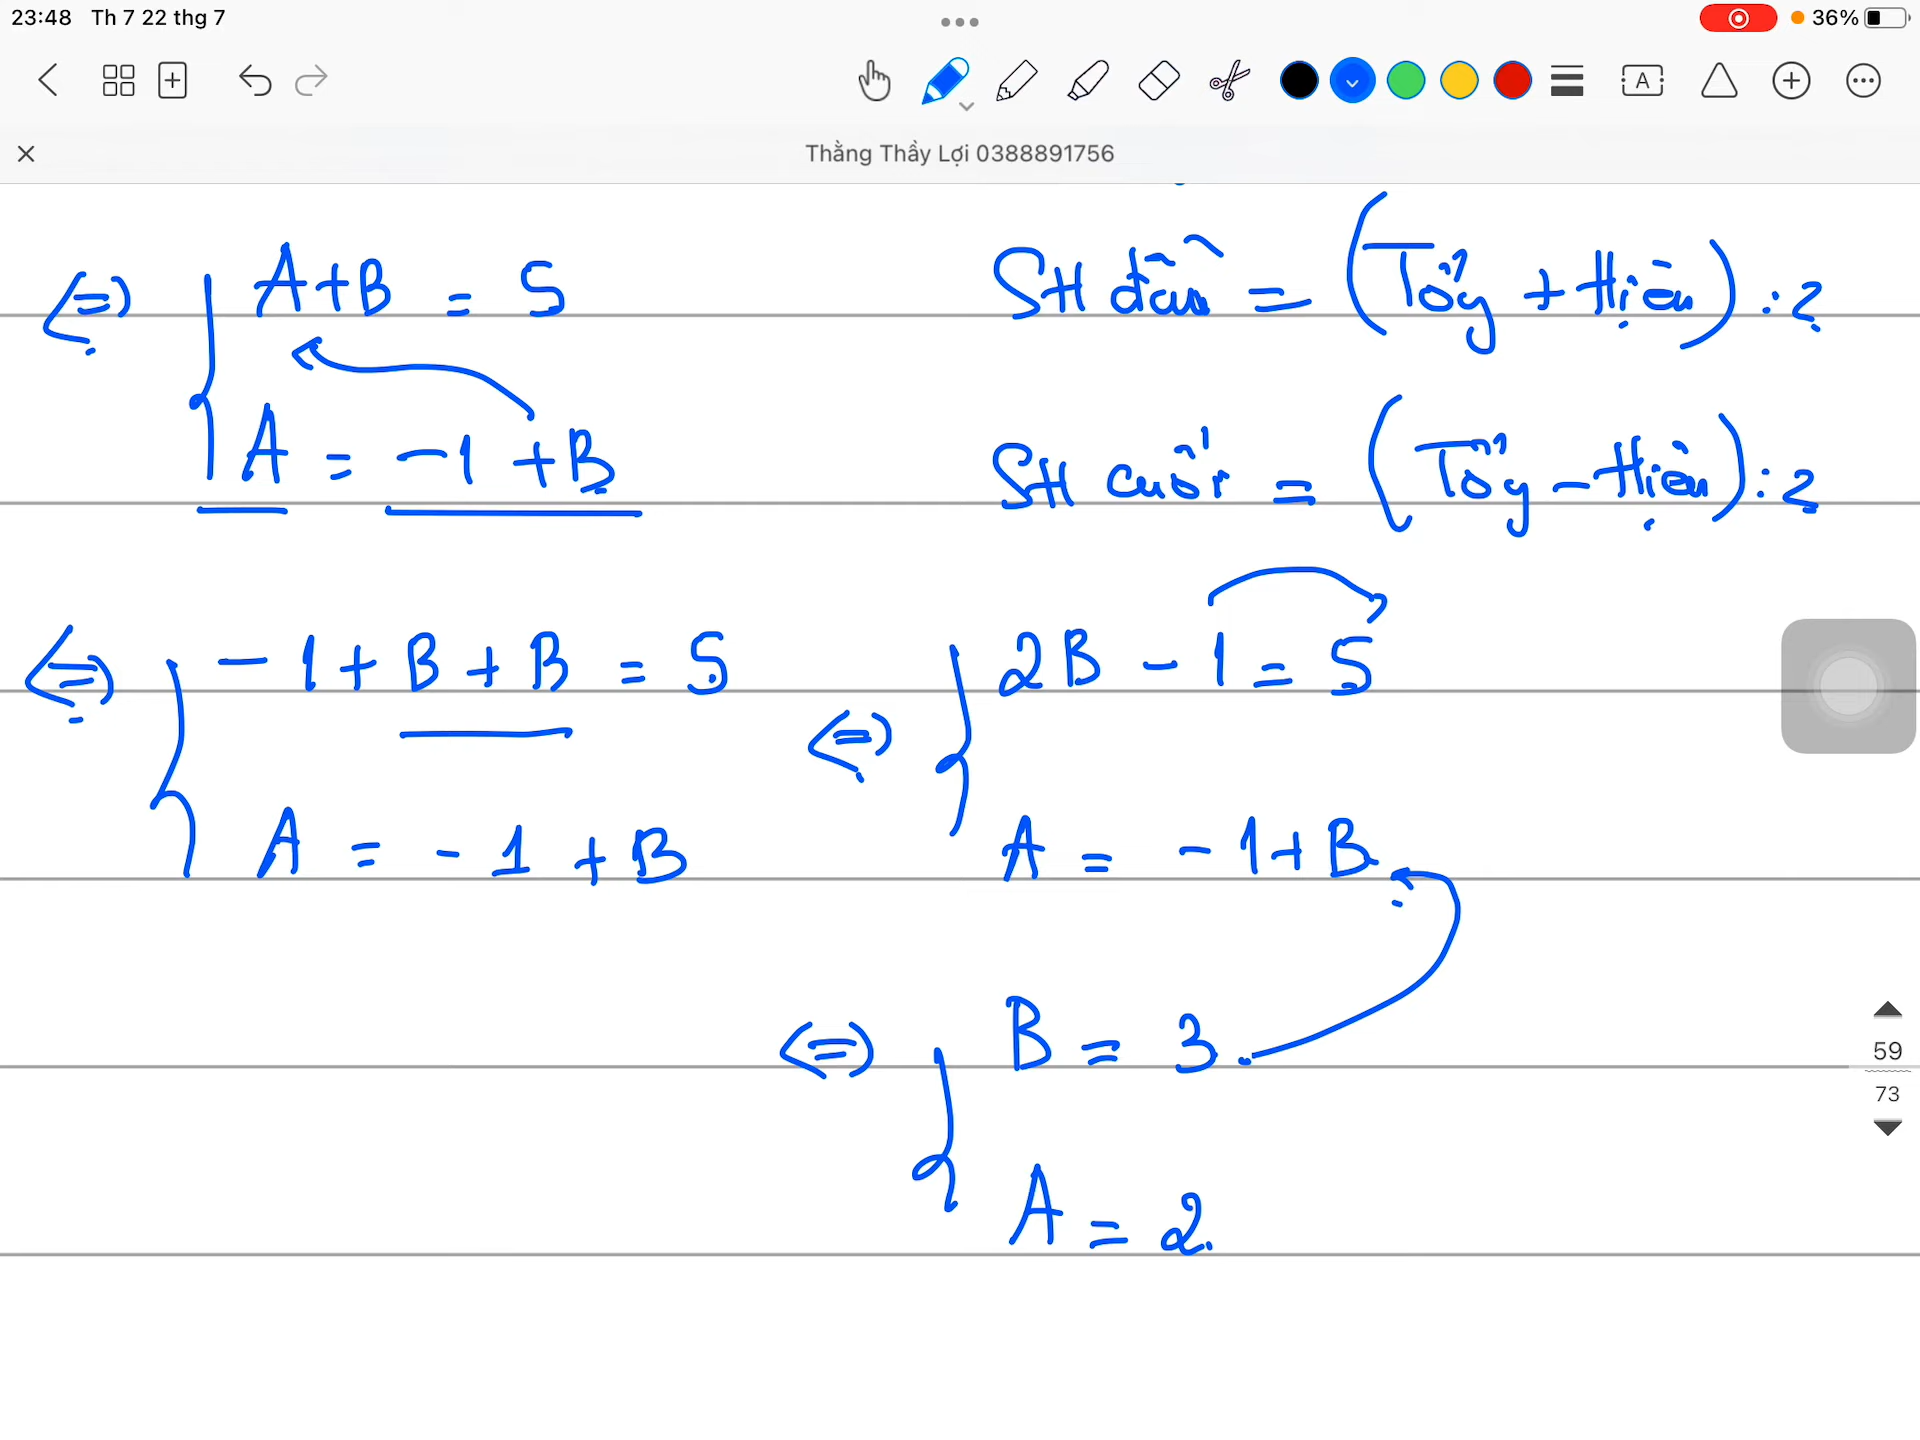 23:48 Th 7 22 thg 7
36%
A
Thằng Thầy Lợi 0388891756
⇔ { A+B = 5
A = -1 +B
SH đầu = (Tổng + Hiệu) : 2
SH cuối = (Tổng - Hiệu) : 2
⇔ { -1 + B + B = 5
A = -1 + B
⇔ { 2B - 1 = 5
A = -1 + B
⇔ { B = 3.
A = 2.
59
73